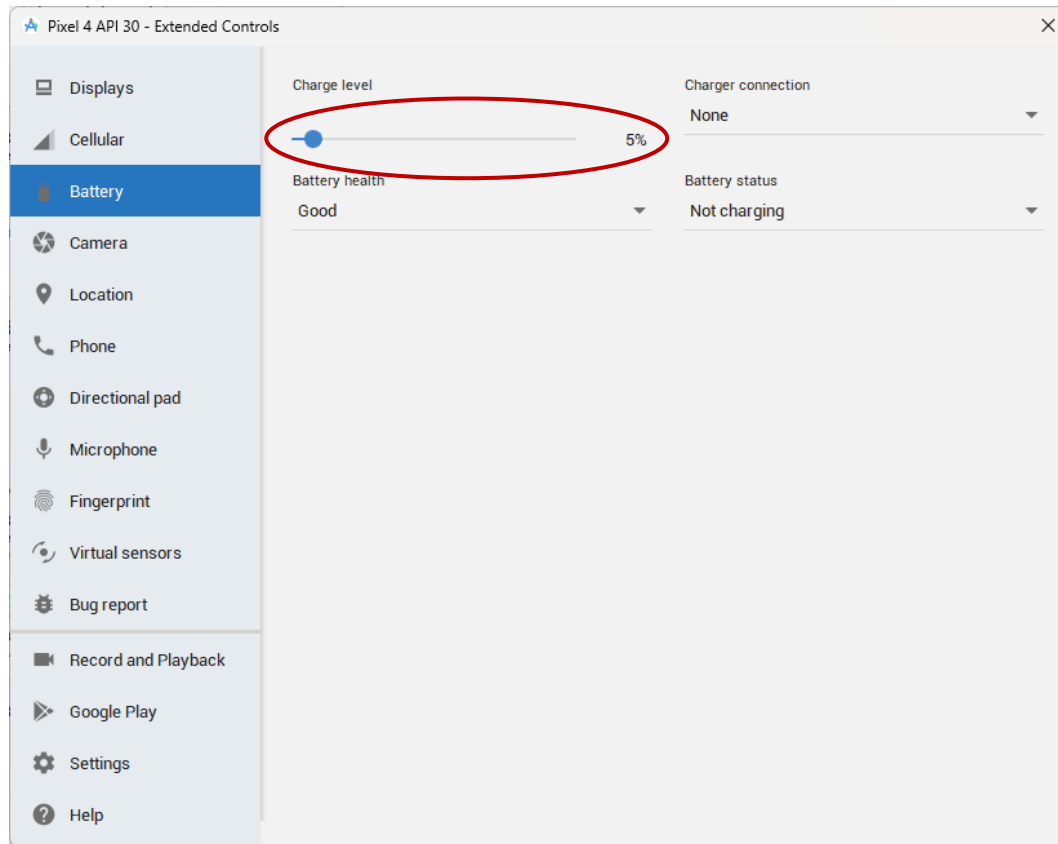 Pixel 4 API 30 - Extended Controls
Displays
Cellular
Battery
Camera
Location
Phone
Directional pad
Microphone
Fingerprint
Virtual sensors
Bug report
Record and Playback
Google Play
Settings
Help
Charge level
5%
Charger connection
None
Battery health
Good
Battery status
Not charging